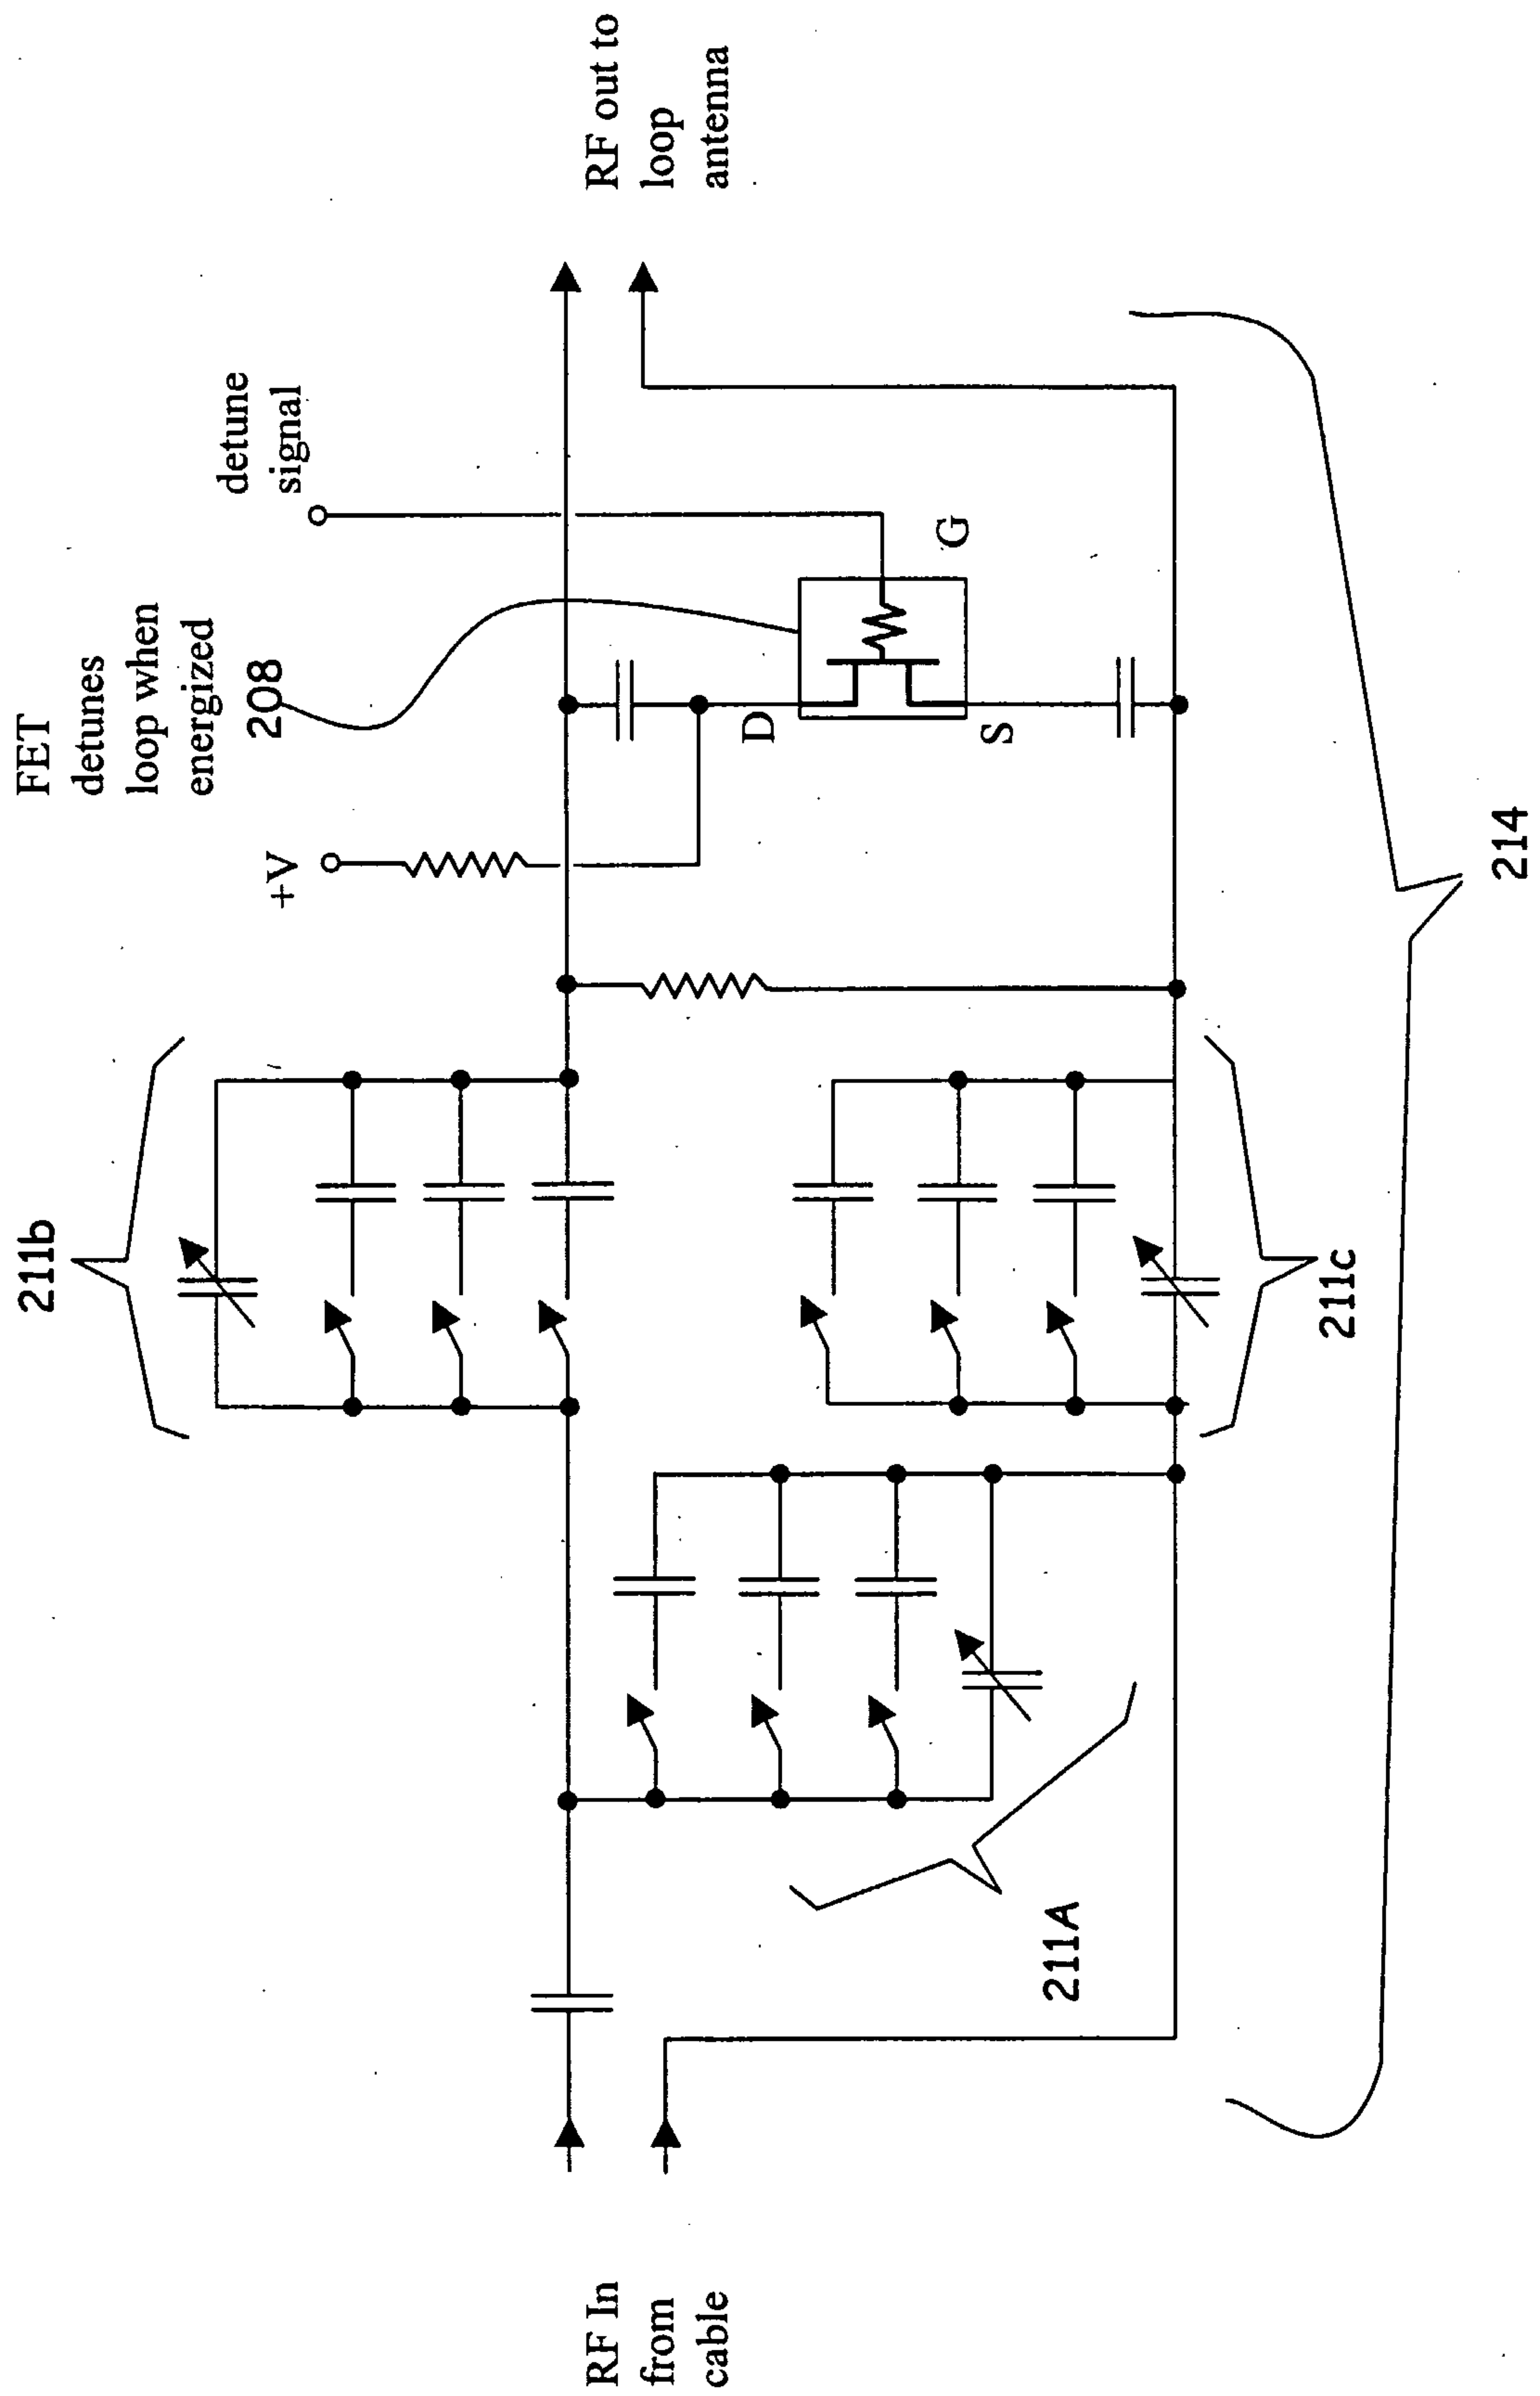 FET
detunes
loop when
energized
208
detune
signal
+V
211b
RF In
from
cable
RF out to
loop
antenna
D
G
S
211A
211c
214